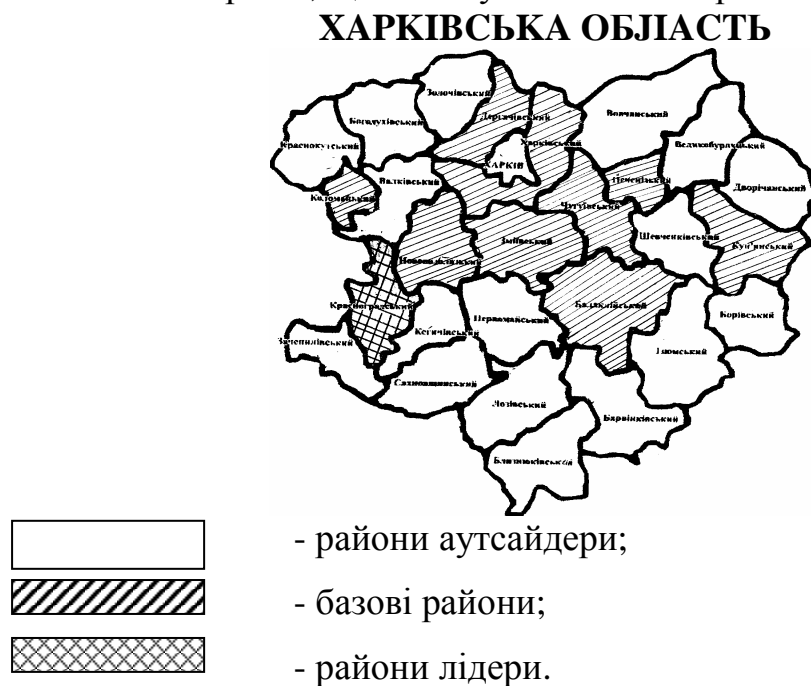 ХАРКІВСЬКА ОБЛАСТЬ
Золочівський
Дергачівський
Вовчанський
Богодухівський
Харківський
Краснокутський
Великобурлуцький
ХАРКІВ
Валківський
Печенізький
Дворічанський
Коломацький
Чугуївський
Шевченківський
Куп'янський
Зміївський
Нововодолазький
Красноградський
Балаклійський
Первомайський
Борівський
Кегичівський
Зачепилівський
Ізюмський
Сахновщинський
Лозівський
Барвінківський
Близнюківський
- райони аутсайдери;
- базові райони;
- райони лідери.